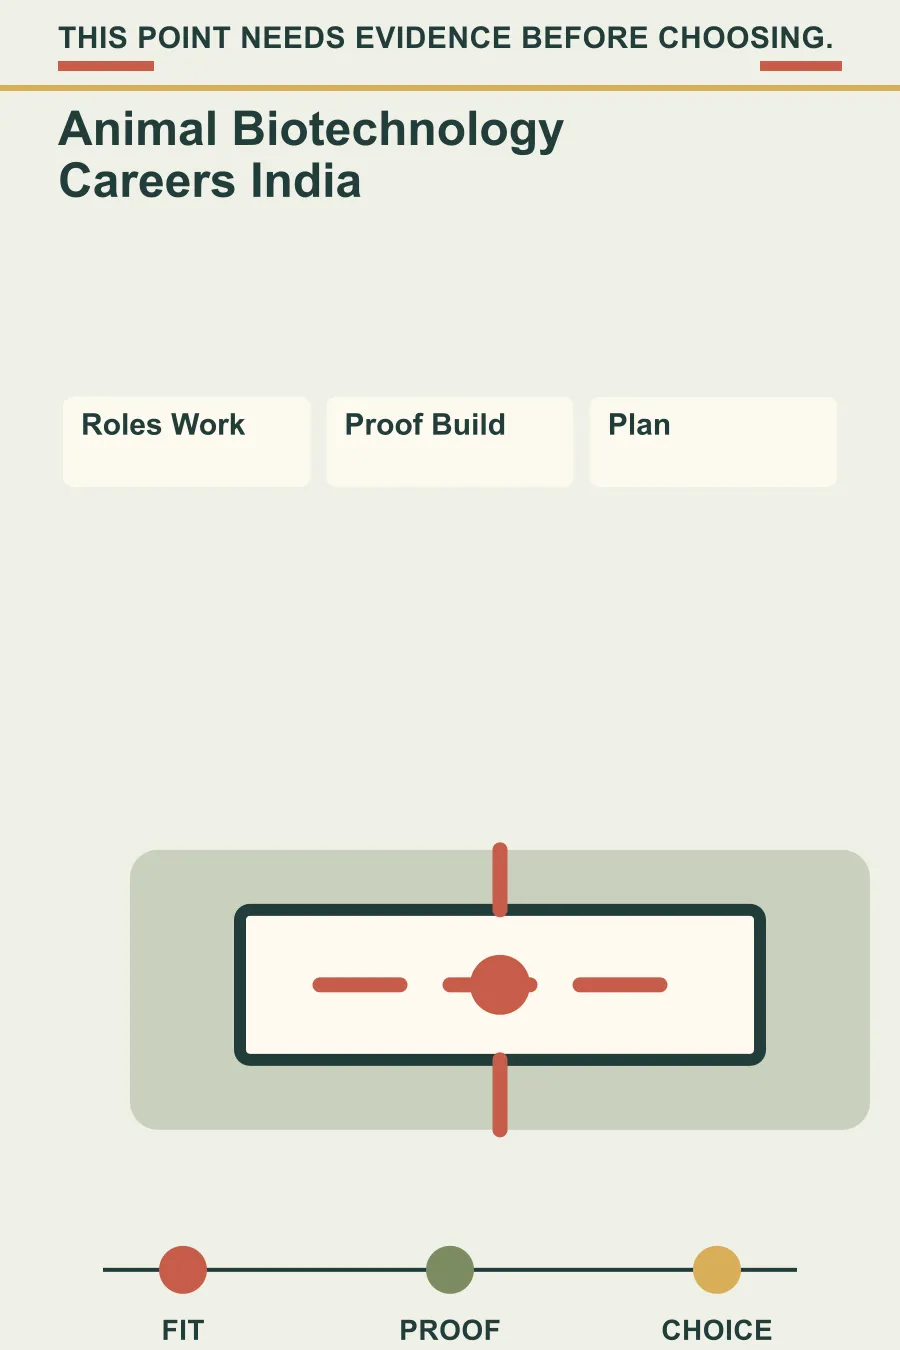 THIS POINT NEEDS EVIDENCE BEFORE CHOOSING.
Animal Biotechnology
Careers India
Roles Work
Proof Build
Plan
FIT
PROOF
CHOICE